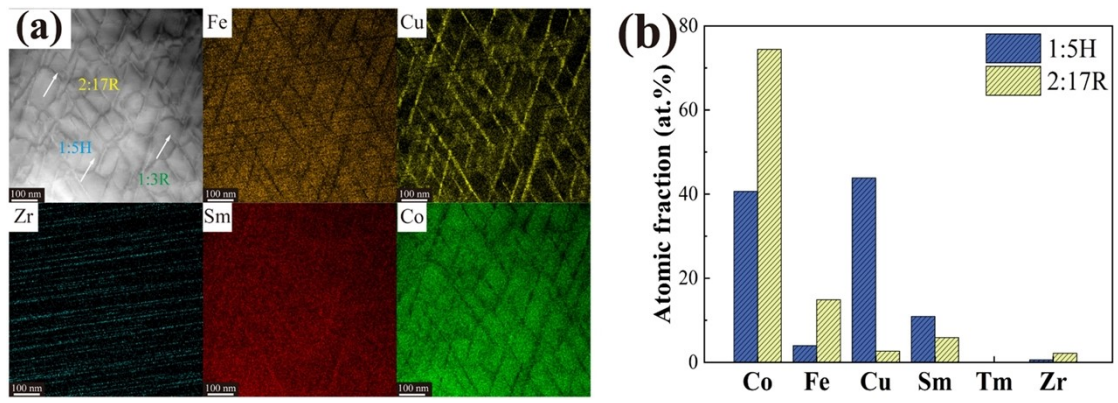 (a)
Fe
Cu
2:17R
1:5H
1:3R
100 nm
100 nm
100 nm
Zr
Sm
Co
100 nm
100 nm
100 nm
(b)
Atomic fraction (at.%)
80
60
40
20
0
1:5H
2:17R
Co Fe Cu Sm Tm Zr